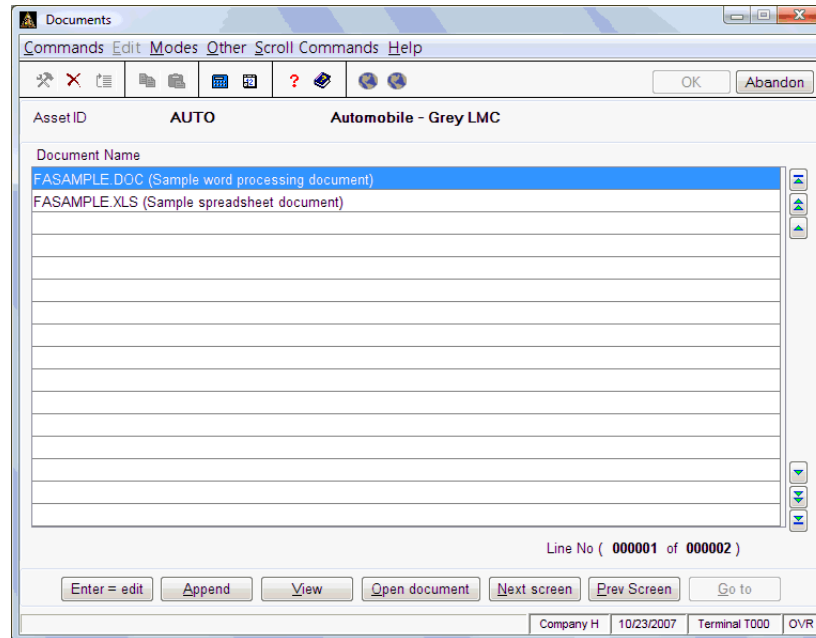 Documents
Commands Edit Modes Other Scroll Commands Help
OK Abandon
Asset ID AUTO Automobile - Grey LMC
Document Name
FASAMPLE.DOC (Sample word processing document)
FASAMPLE.XLS (Sample spreadsheet document)
Line No ( 000001 of 000002 )
Enter = edit Append View Open document Next screen Prev Screen Go to
Company H 10/23/2007 Terminal T000 OVR